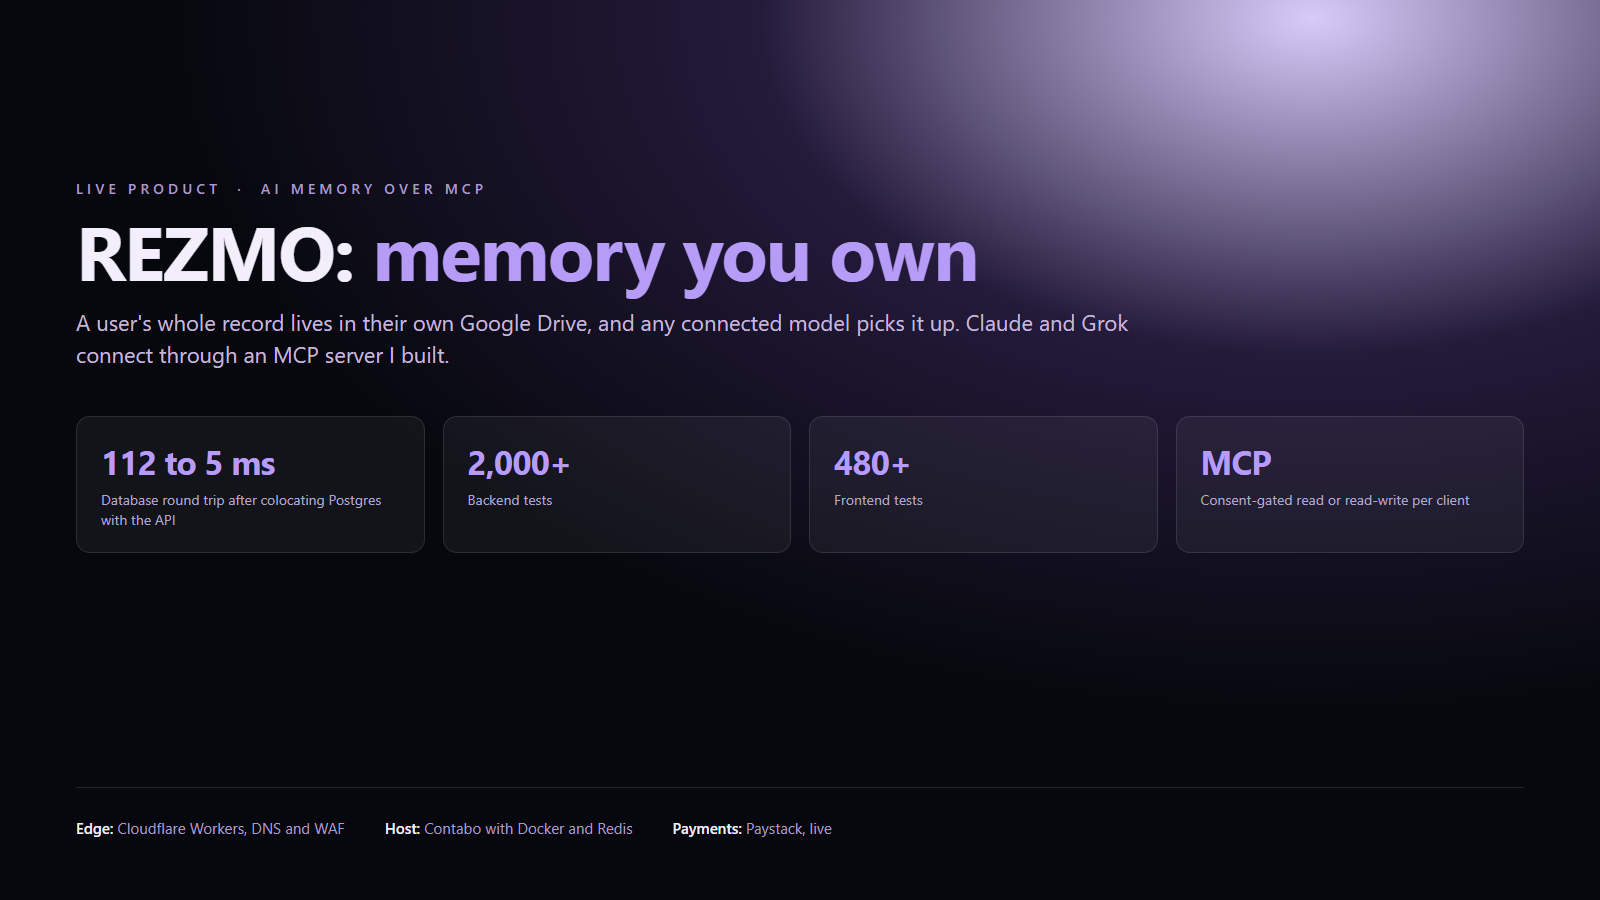 LIVE PRODUCT · AI MEMORY OVER MCP
REZMO: memory you own
A user's whole record lives in their own Google Drive, and any connected model picks it up. Claude and Grok
connect through an MCP server I built.
112 to 5 ms
Database round trip after colocating Postgres
with the API
2,000+
Backend tests
480+
Frontend tests
MCP
Consent-gated read or read-write per client
Edge: Cloudflare Workers, DNS and WAF
Host: Contabo with Docker and Redis
Payments: Paystack, live